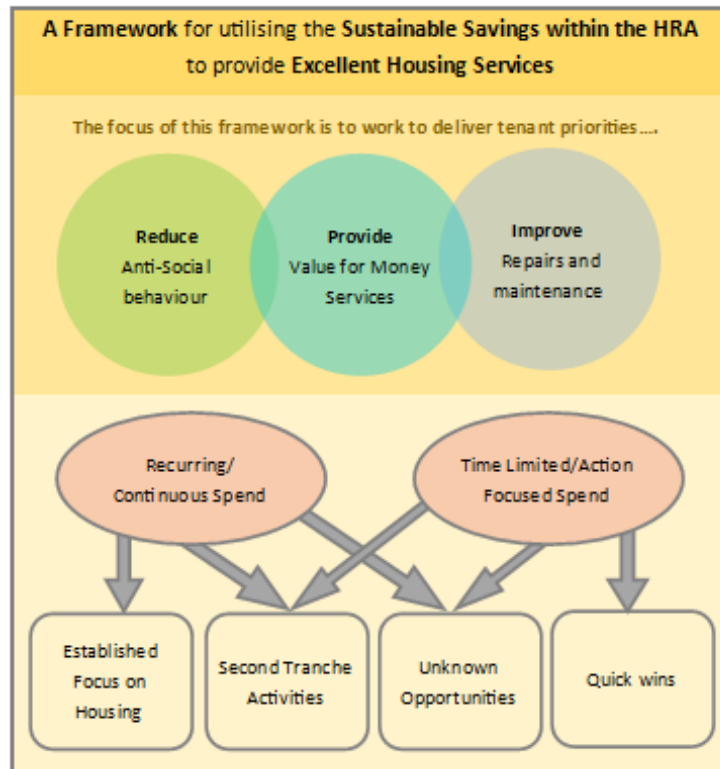 A Framework for utilising the Sustainable Savings within the HRA
to provide Excellent Housing Services
The focus of this framework is to work to deliver tenant priorities....
Reduce
Anti-Social
behaviour
Provide
Value for Money
Services
Improve
Repairs and
maintenance
Recurring/
Continuous Spend
Time Limited/Action
Focused Spend
Established
Focus on
Housing
Second Tranche
Activities
Unknown
Opportunities
Quick wins